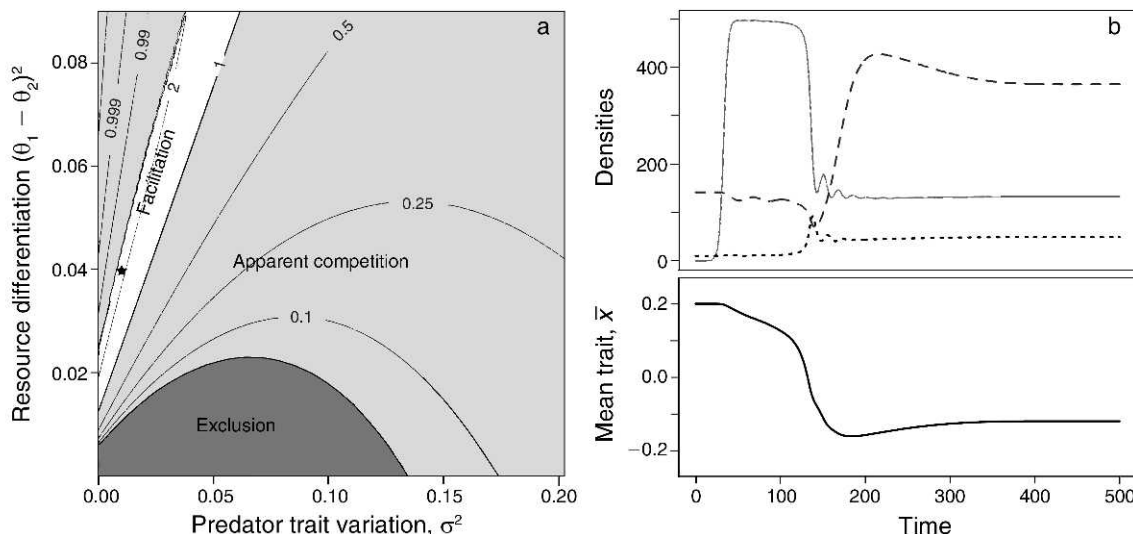 a
Resource differentiation (θ1 − θ2)²
0.08
0.06
0.04
0.02
0.999
0.99
2
1
0.5
Facilitation
0.25
Apparent competition
0.1
Exclusion
0.00
0.05
0.10
0.15
0.20
Predator trait variation, σ²
b
Densities
400
200
0
Mean trait, x̅
0.2
0.0
−0.2
0
100
200
300
400
500
Time